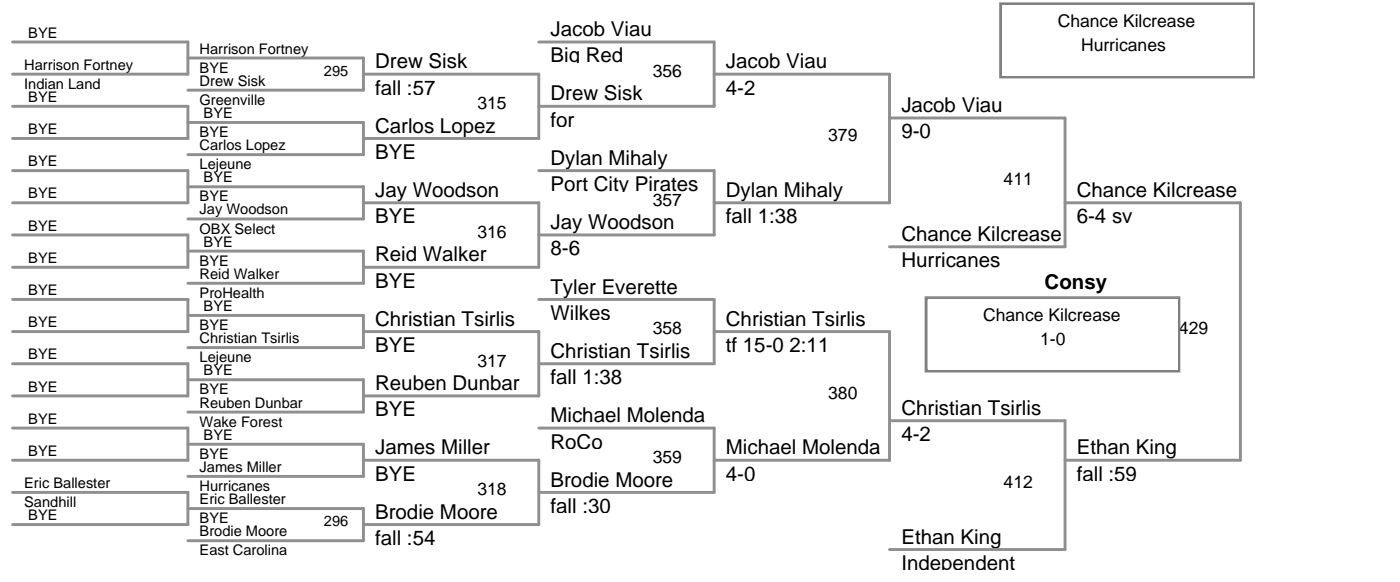 BYE
Harrison Fortney
Indian Land
BYE
BYE
BYE
BYE
BYE
BYE
BYE
BYE
BYE
BYE
BYE
BYE
Eric Ballester
Sandhill
BYE
Harrison Fortney
BYE
295
Drew Sisk
Greenville
BYE
BYE
Carlos Lopez
Lejeune
BYE
BYE
Jay Woodson
OBX Select
BYE
BYE
Reid Walker
ProHealth
BYE
BYE
Christian Tsirlis
Lejeune
BYE
BYE
Reuben Dunbar
Wake Forest
BYE
BYE
James Miller
Hurricanes
Eric Ballester
BYE
296
Brodie Moore
East Carolina
Drew Sisk
fall :57
315
Carlos Lopez
BYE
Jay Woodson
BYE
316
Reid Walker
BYE
Christian Tsirlis
BYE
317
Reuben Dunbar
BYE
James Miller
BYE
318
Brodie Moore
fall :54
Jacob Viau
Big Red
356
Drew Sisk
for
Dylan Mihaly
Port City Pirates
357
Jay Woodson
8-6
Tyler Everette
Wilkes
358
Christian Tsirlis
fall 1:38
Michael Molenda
RoCo
359
Brodie Moore
fall :30
Jacob Viau
4-2
379
Dylan Mihaly
fall 1:38
Christian Tsirlis
tf 15-0 2:11
380
Michael Molenda
4-0
Jacob Viau
9-0
411
Chance Kilcrease
Hurricanes
Christian Tsirlis
4-2
412
Ethan King
Independent
Chance Kilcrease
6-4 sv
Ethan King
fall :59
Consy
Chance Kilcrease
1-0
429
Chance Kilcrease
Hurricanes